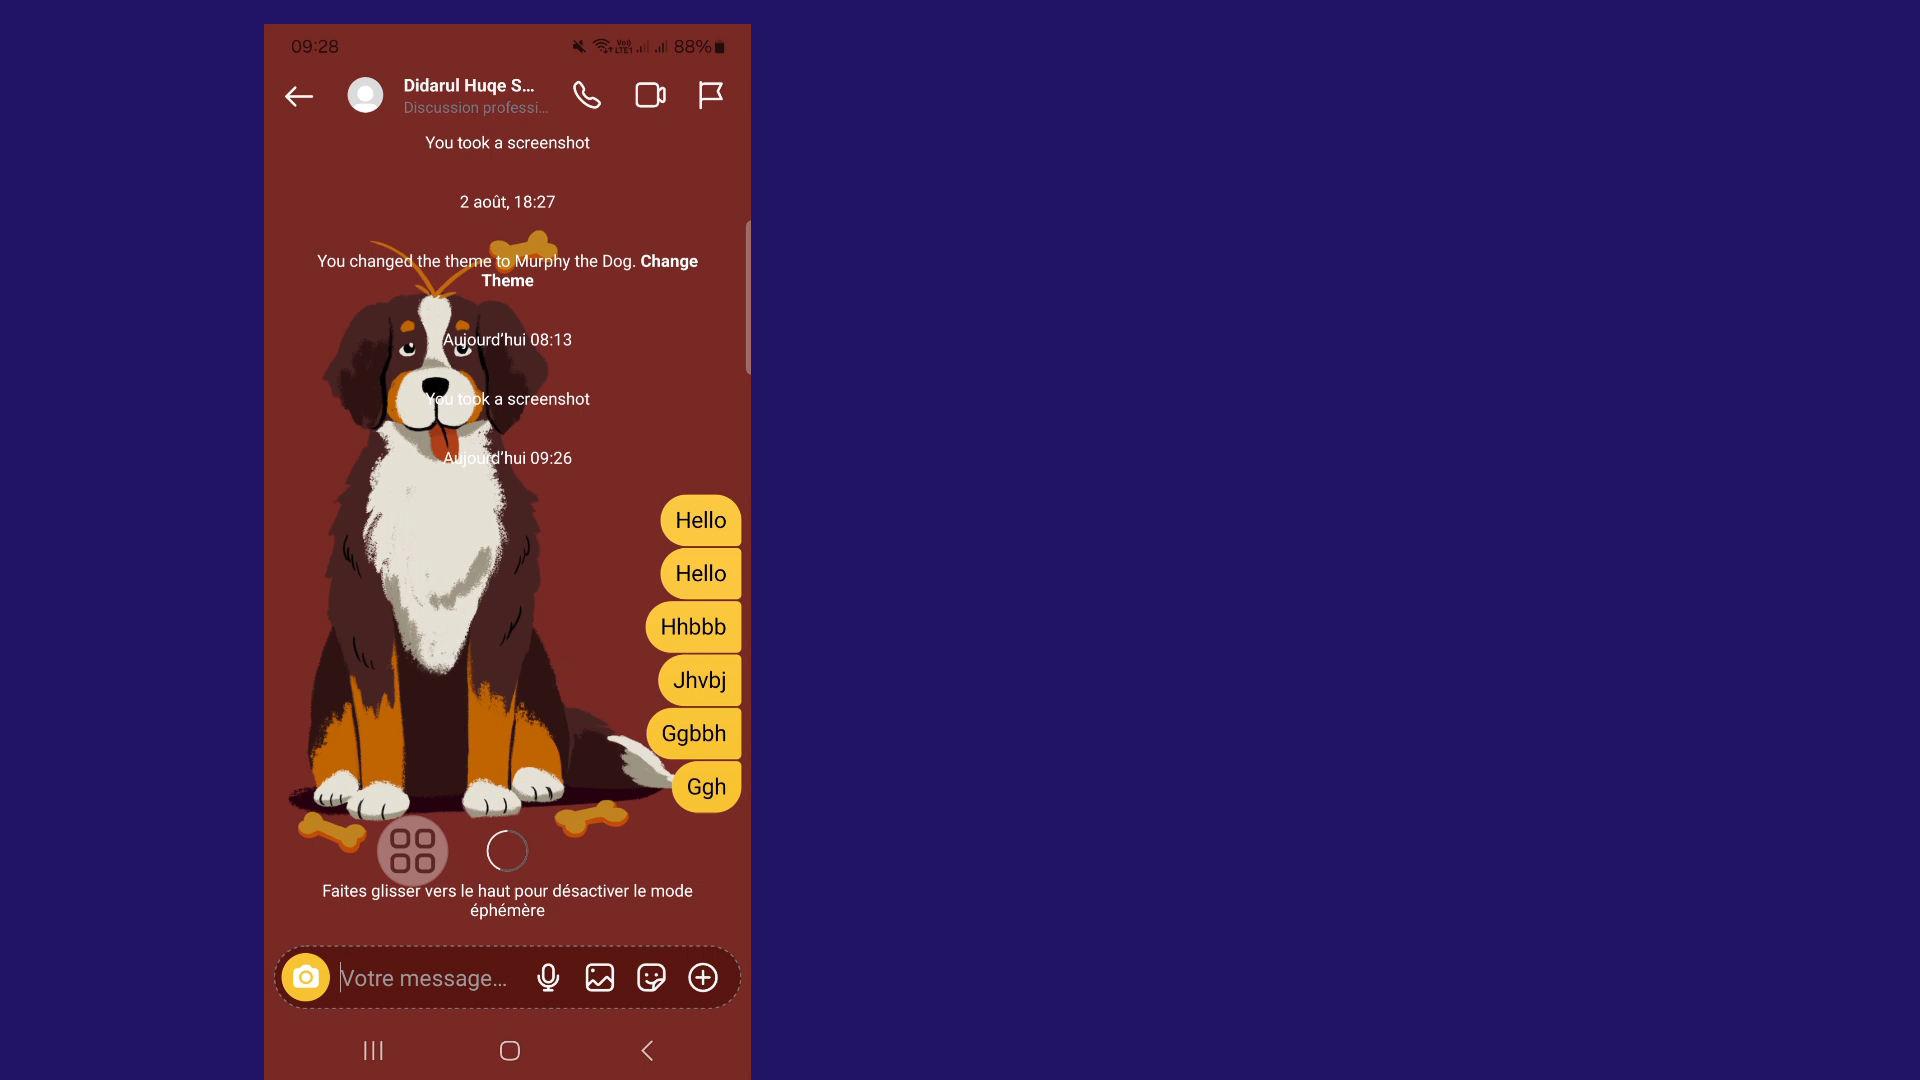 09:28
Vo))
LTE1
88%
Didarul Huqe S...
Discussion professi...
You took a screenshot
2 août, 18:27
You changed the theme to Murphy the Dog. Change
Theme
Aujourd’hui 08:13
You took a screenshot
Aujourd’hui 09:26
Hello
Hello
Hhbbb
Jhvbj
Ggbbh
Ggh
Faites glisser vers le haut pour désactiver le mode
éphémère
Votre message...